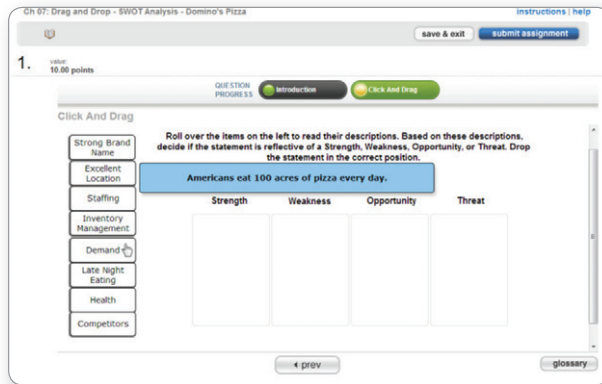 Ch 07: Drag and Drop - SWOT Analysis - Domino's Pizza
instructions | help
save & exit
submit assignment
1.
value:
10.00 points
QUESTION
PROGRESS
Introduction
Click And Drag
Click And Drag
Roll over the items on the left to read their descriptions. Based on these descriptions,
decide if the statement is reflective of a Strength, Weakness, Opportunity, or Threat. Drop
the statement in the correct position.
Strong Brand
Name
Excellent
Location
Staffing
Inventory
Management
Demand
Late Night
Eating
Health
Competitors
Americans eat 100 acres of pizza every day.
Strength
Weakness
Opportunity
Threat
prev
glossary